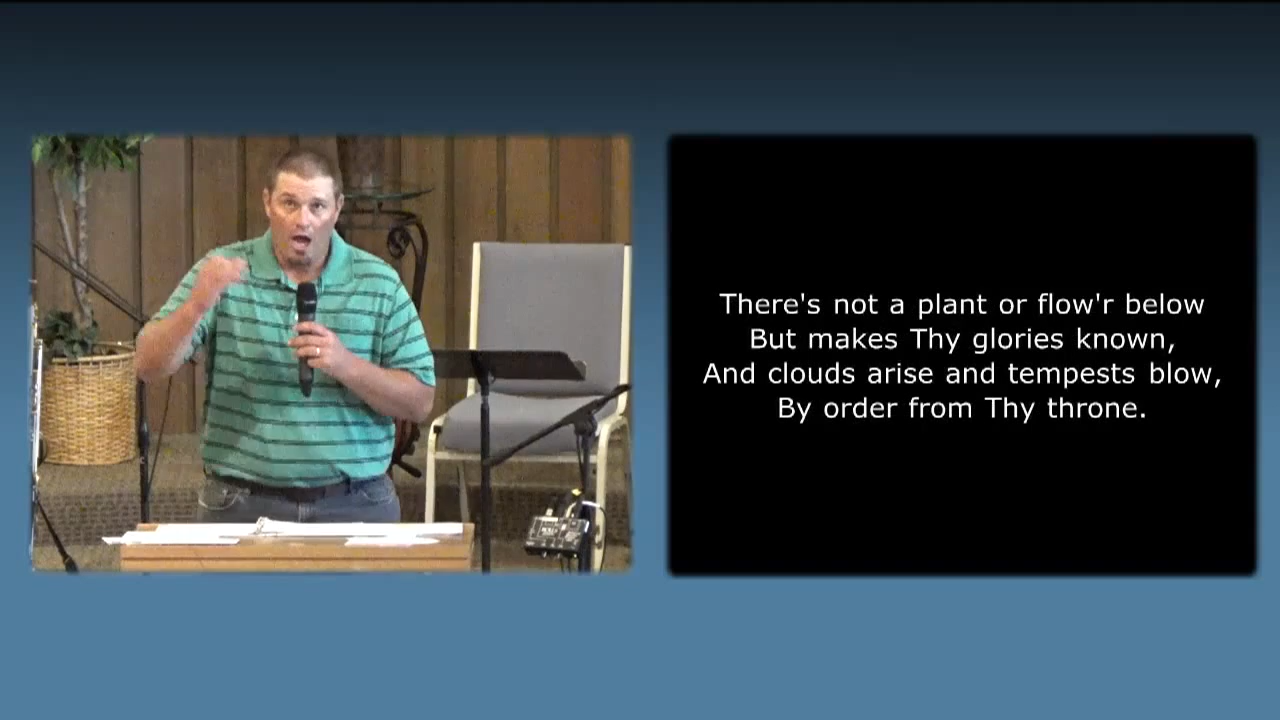 There's not a plant or flow'r below
But makes Thy glories known,
And clouds arise and tempests blow,
By order from Thy throne.